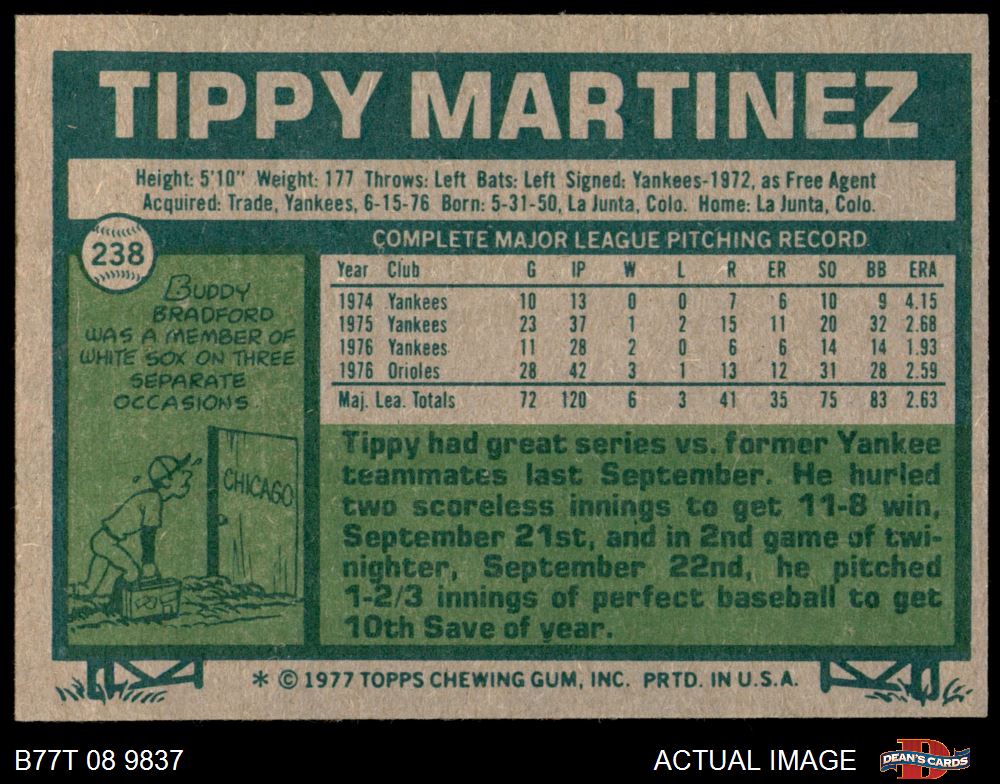 TIPPY MARTINEZ
Height: 5'10" Weight: 177 Throws: Left Bats: Left Signed: Yankees-1972, as Free Agent
Acquired: Trade, Yankees, 6-15-76 Born: 5-31-50, La Junta, Colo. Home: La Junta, Colo.
238
BUDDY
BRADFORD
WAS A MEMBER OF
WHITE SOX ON THREE
SEPARATE
OCCASIONS.
CHICAGO
COMPLETE MAJOR LEAGUE PITCHING RECORD
Year Club G IP W L R ER SO BB ERA
1974 Yankees 10 13 0 0 7 6 10 9 4.15
1975 Yankees 23 37 1 2 15 11 20 32 2.68
1976 Yankees 11 28 2 0 6 6 14 14 1.93
1976 Orioles 28 42 3 1 13 12 31 28 2.59
Maj. Lea. Totals 72 120 6 3 41 35 75 83 2.63
Tippy had great series vs. former Yankee
teammates last September. He hurled
two scoreless innings to get 11-8 win,
September 21st, and in 2nd game of twi-
nighter, September 22nd, he pitched
1-2/3 innings of perfect baseball to get
10th Save of year.
* © 1977 TOPPS CHEWING GUM, INC. PRTD. IN U.S.A.
B77T 08 9837
ACTUAL IMAGE
DEAN'S CARDS